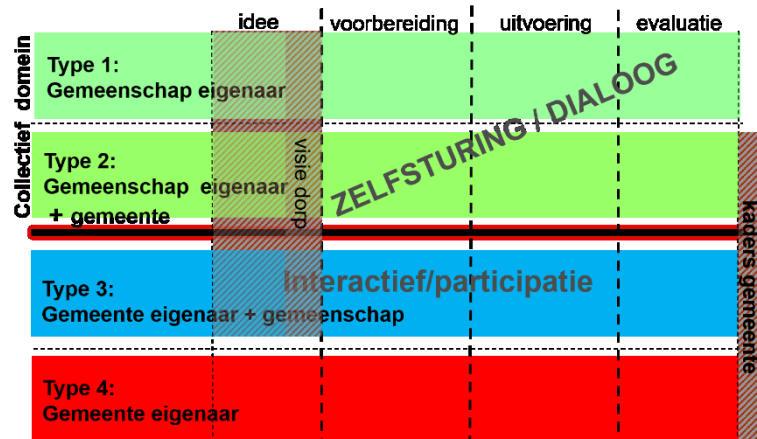 idee
voorbereiding
uitvoering
evaluatie
Collectief domein
Type 1:
Gemeenschap eigenaar
ZELFSTURING / DIALOOG
Type 2:
Gemeenschap eigenaar
+ gemeente
visie dorp
kaders gemeente
Interactief/participatie
Type 3:
Gemeente eigenaar + gemeenschap
Type 4:
Gemeente eigenaar